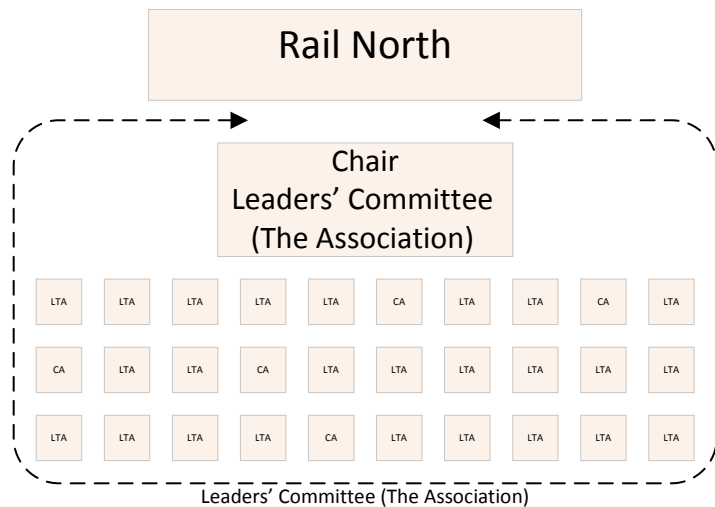 Rail North
Chair
Leaders' Committee
(The Association)
LTA LTA LTA LTA LTA CA LTA LTA CA LTA
CA LTA LTA CA LTA LTA LTA LTA LTA LTA
LTA LTA LTA LTA CA LTA LTA LTA LTA LTA
Leaders' Committee (The Association)